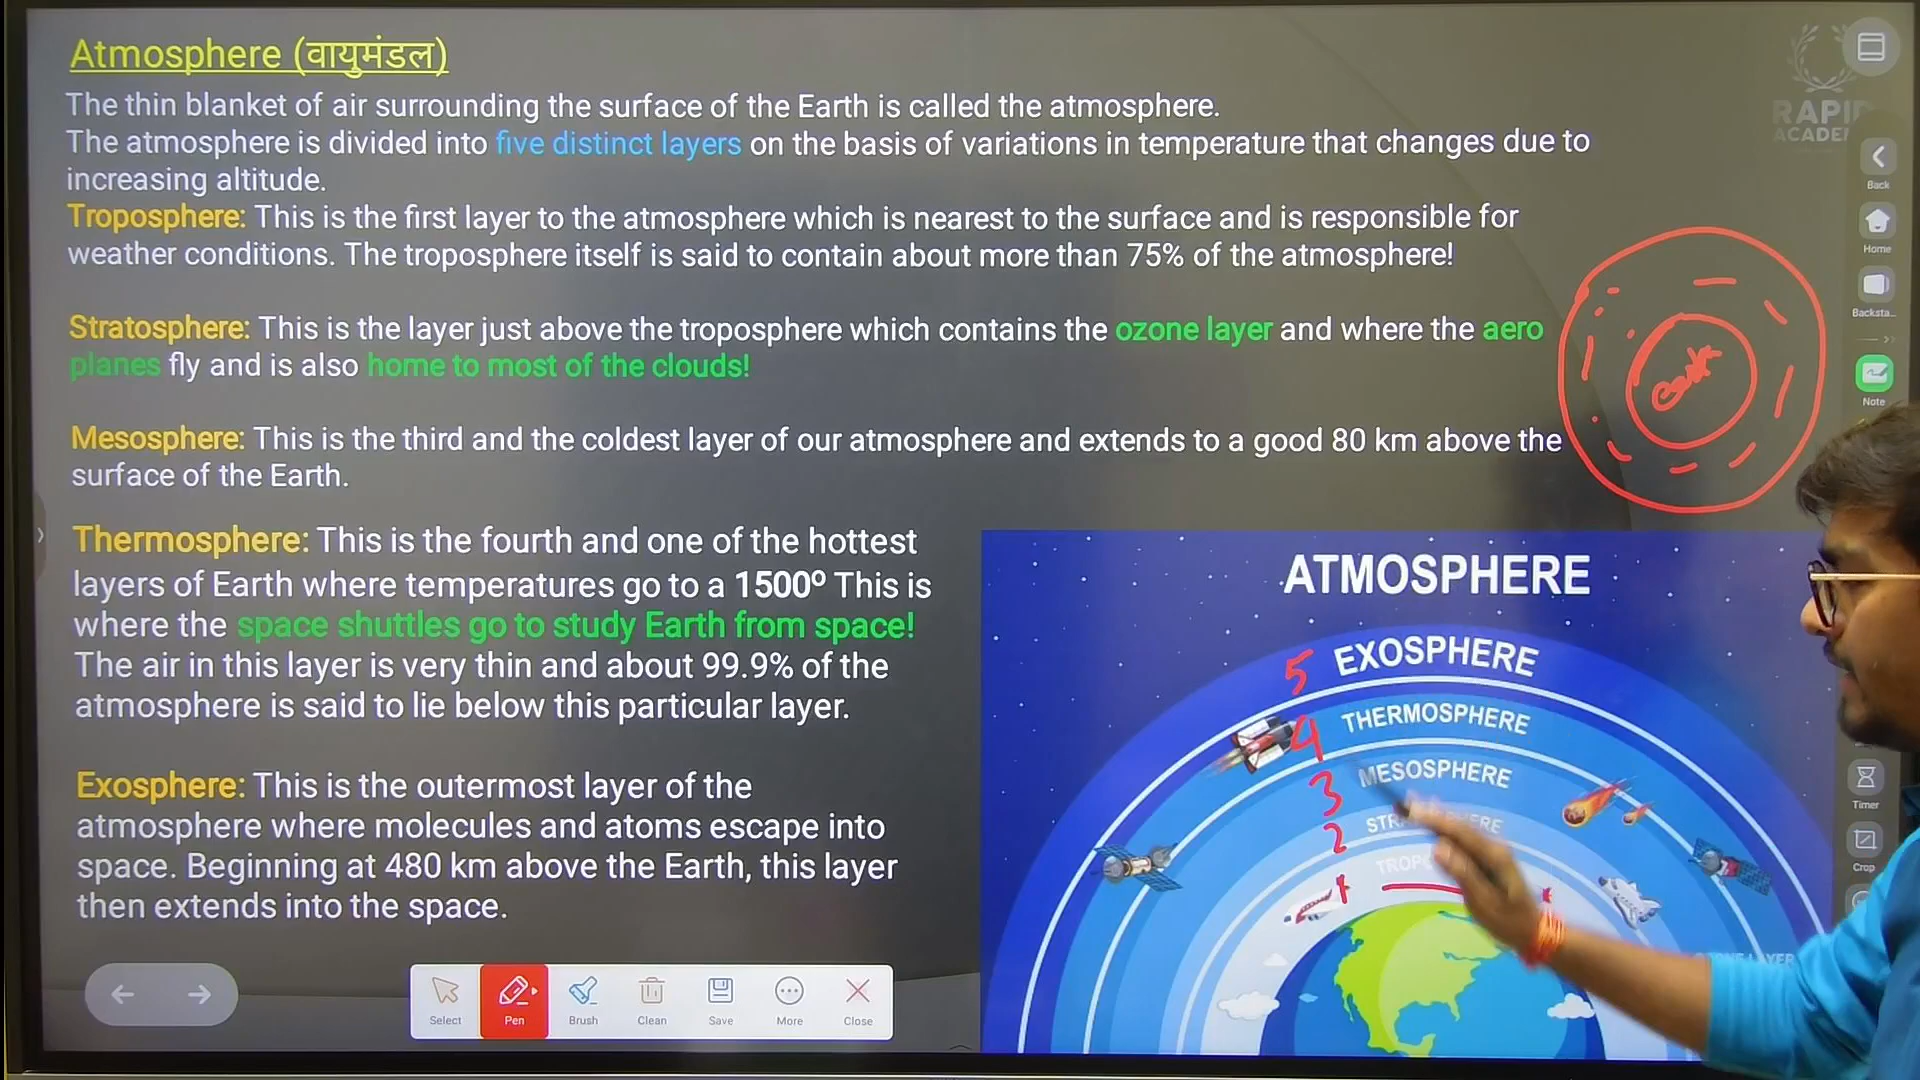 Atmosphere (वायुमंडल)
The thin blanket of air surrounding the surface of the Earth is called the atmosphere.
The atmosphere is divided into five distinct layers on the basis of variations in temperature that changes due to
increasing altitude.
Troposphere: This is the first layer to the atmosphere which is nearest to the surface and is responsible for
weather conditions. The troposphere itself is said to contain about more than 75% of the atmosphere!
Stratosphere: This is the layer just above the troposphere which contains the ozone layer and where the aero
planes fly and is also home to most of the clouds!
Mesosphere: This is the third and the coldest layer of our atmosphere and extends to a good 80 km above the
surface of the Earth.
Thermosphere: This is the fourth and one of the hottest
layers of Earth where temperatures go to a 1500º This is
where the space shuttles go to study Earth from space!
The air in this layer is very thin and about 99.9% of the
atmosphere is said to lie below this particular layer.
Exosphere: This is the outermost layer of the
atmosphere where molecules and atoms escape into
space. Beginning at 480 km above the Earth, this layer
then extends into the space.
RAPID
ACADEM
Back
Home
Backsta...
Note
Timer
Crop
Earth
ATMOSPHERE
5 EXOSPHERE
4 THERMOSPHERE
3 MESOSPHERE
2
1
LAYER
Select Pen Brush Clean Save More Close